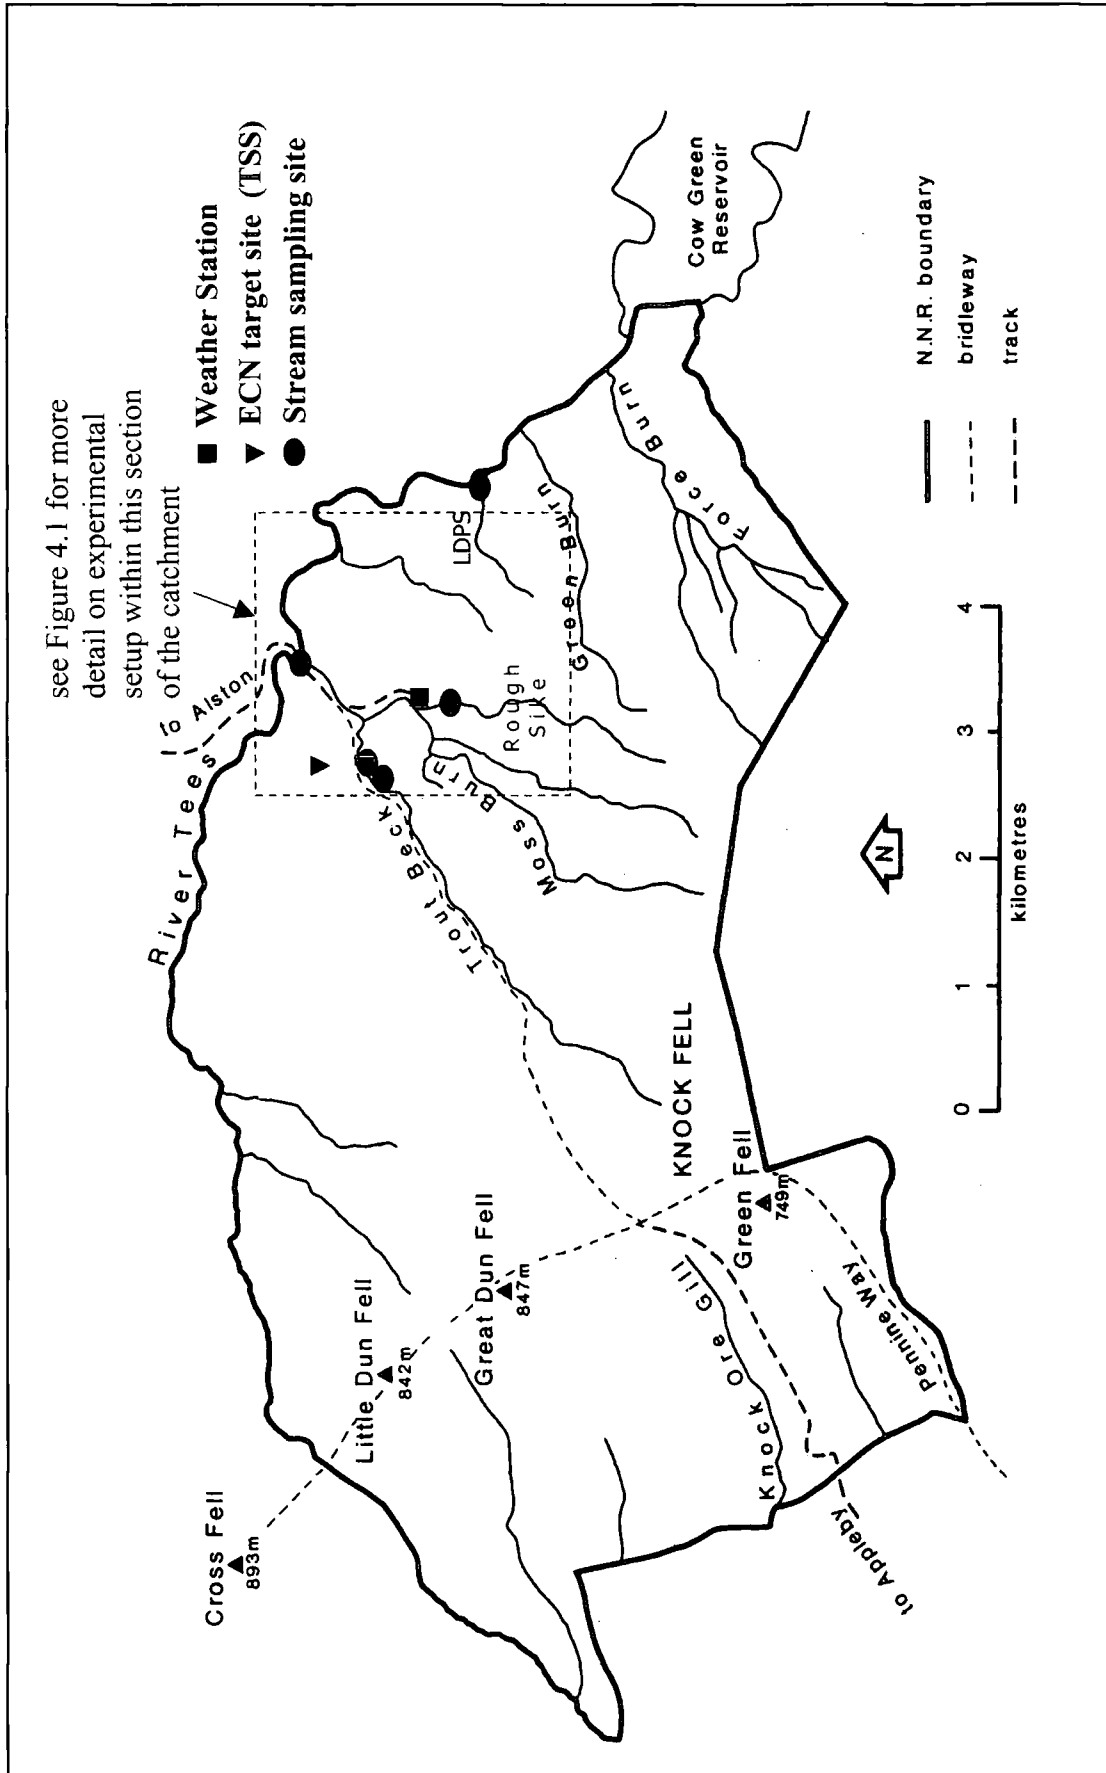 see Figure 4.1 for more
detail on experimental
setup within this section
of the catchment
■ Weather Station
▼ ECN target site (TSS)
● Stream sampling site
Cross Fell
893m
Little Dun Fell
842m
Great Dun Fell
847m
River Tees
to Alston
Trout Beck
Moss Burn
Rough
Sike
LDPS
Green Burn
Force Burn
Cow Green
Reservoir
KNOCK FELL
Green Fell
749m
Knock Ore Gill
Pennine Way
to Appleby
N
0 1 2 3 4
kilometres
N.N.R. boundary
bridleway
track